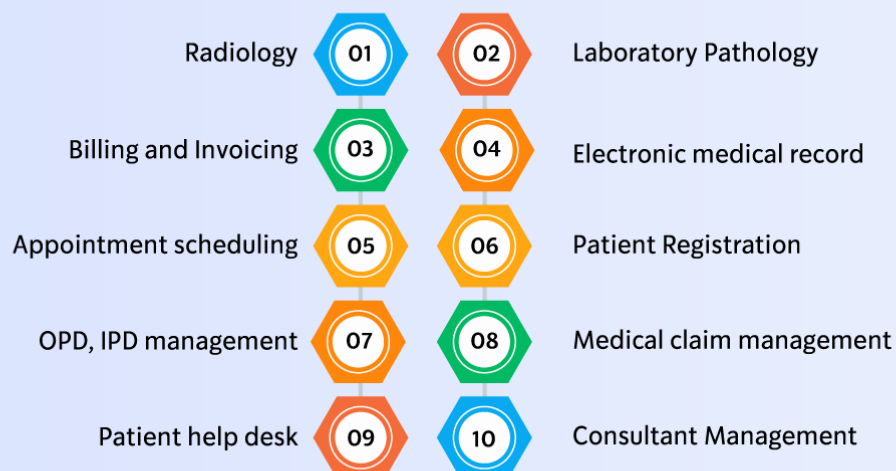 Radiology 01
02 Laboratory Pathology
Billing and Invoicing 03
04 Electronic medical record
Appointment scheduling 05
06 Patient Registration
OPD, IPD management 07
08 Medical claim management
Patient help desk 09
10 Consultant Management